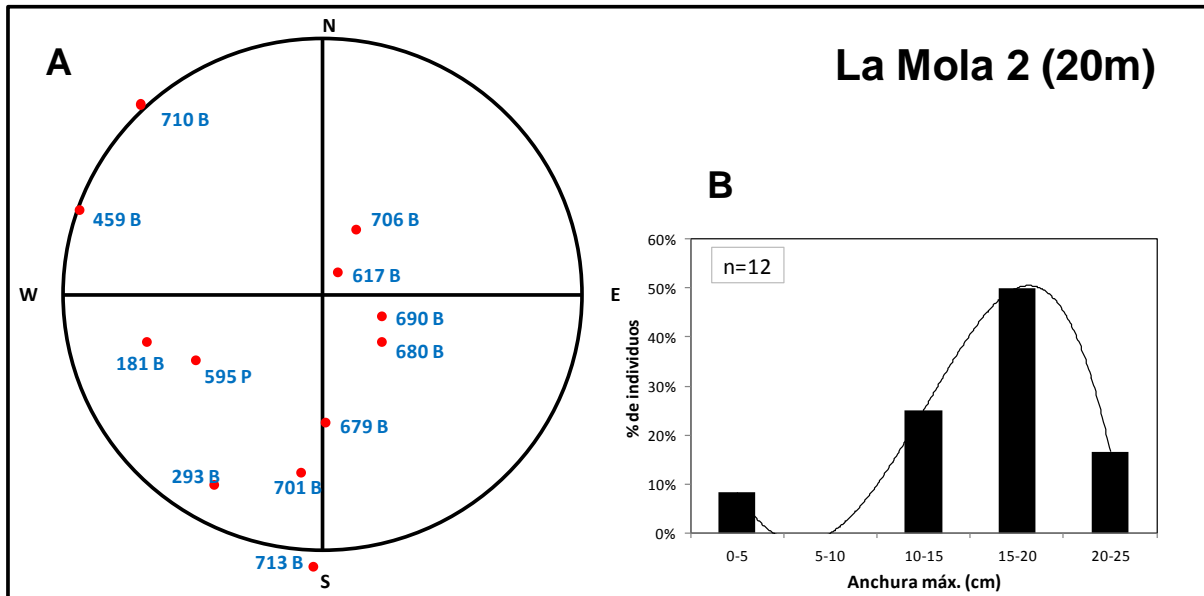 La Mola 2 (20m)
A
N
W
E
S
710 B
459 B
706 B
617 B
690 B
680 B
181 B
595 P
679 B
293 B
701 B
713 B
B
n=12
% de individuos
60%
50%
40%
30%
20%
10%
0%
0-5 5-10 10-15 15-20 20-25
Anchura máx. (cm)